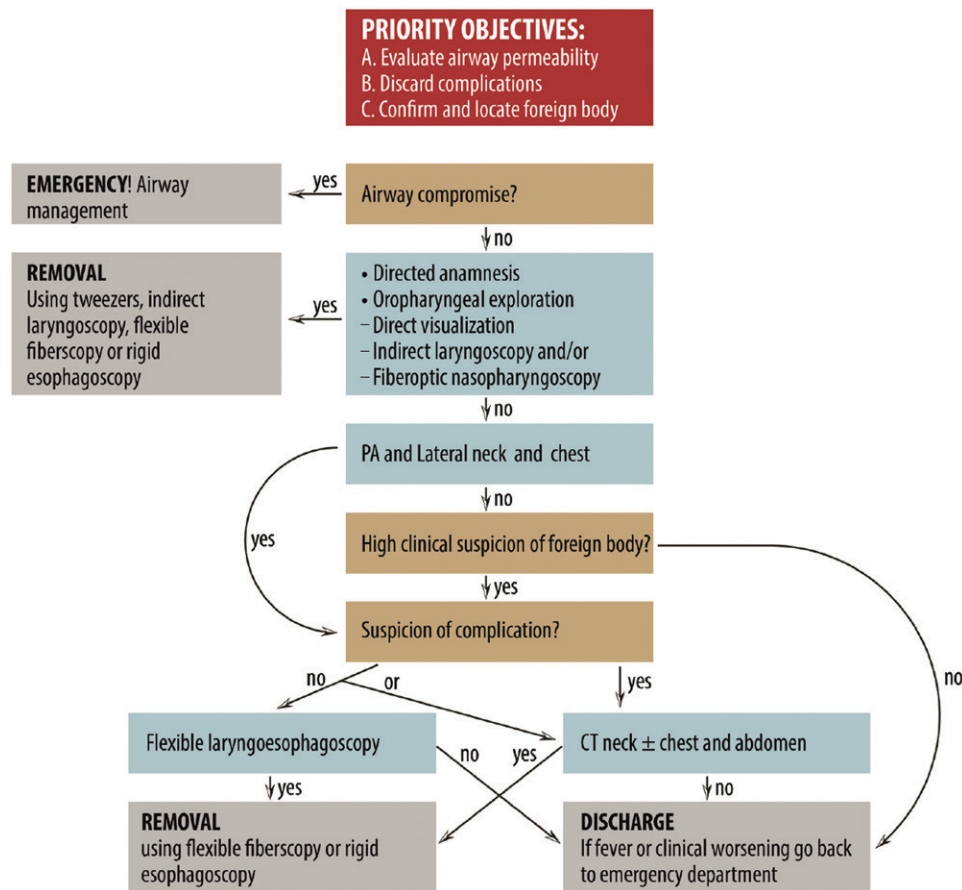 PRIORITY OBJECTIVES:
A. Evaluate airway permeability
B. Discard complications
C. Confirm and locate foreign body
EMERGENCY! Airway
management
yes
Airway compromise?
no
REMOVAL
Using tweezers, indirect
laryngoscopy, flexible
fiberscopy or rigid
esophagoscopy
yes
• Directed anamnesis
• Oropharyngeal exploration
– Direct visualization
– Indirect laryngoscopy and/or
– Fiberoptic nasopharyngoscopy
no
PA and Lateral neck and chest
no
yes
High clinical suspicion of foreign body?
yes
Suspicion of complication?
no
or
yes
no
Flexible laryngoesophagoscopy
no
yes
CT neck ± chest and abdomen
yes
no
REMOVAL
using flexible fiberscopy or rigid
esophagoscopy
DISCHARGE
If fever or clinical worsening go back
to emergency department